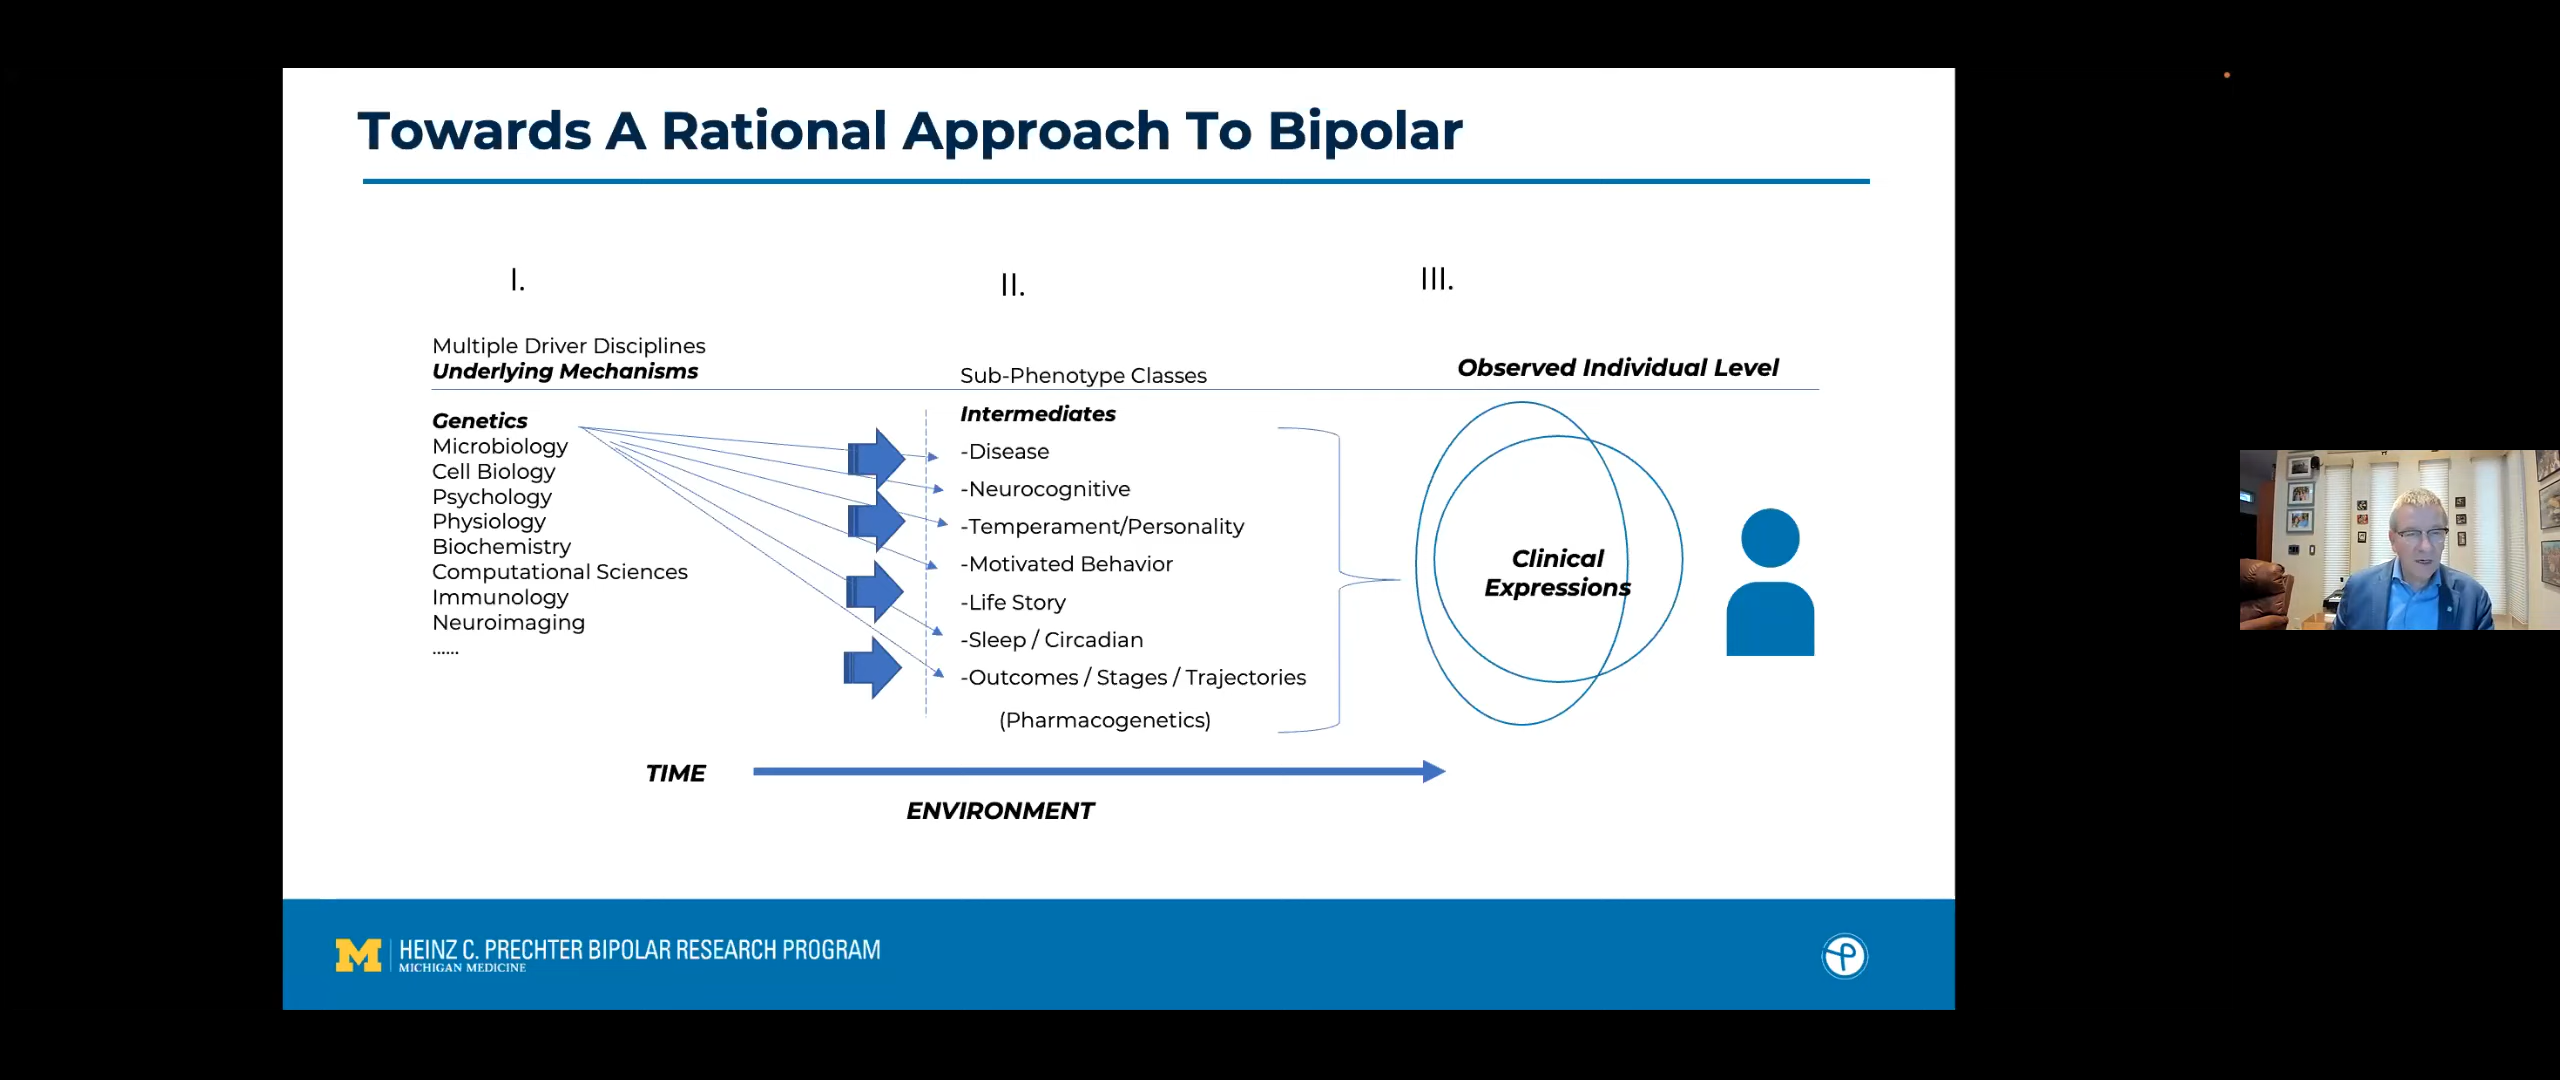 Towards A Rational Approach To Bipolar
I.
II.
III.
Multiple Driver Disciplines
Underlying Mechanisms
Genetics
Microbiology
Cell Biology
Psychology
Physiology
Biochemistry
Computational Sciences
Immunology
Neuroimaging
......
Sub-Phenotype Classes
Intermediates
-Disease
-Neurocognitive
-Temperament/Personality
-Motivated Behavior
-Life Story
-Sleep / Circadian
-Outcomes / Stages / Trajectories
(Pharmacogenetics)
Observed Individual Level
Clinical
Expressions
TIME
ENVIRONMENT
M
HEINZ C. PRECHTER BIPOLAR RESEARCH PROGRAM
MICHIGAN MEDICINE